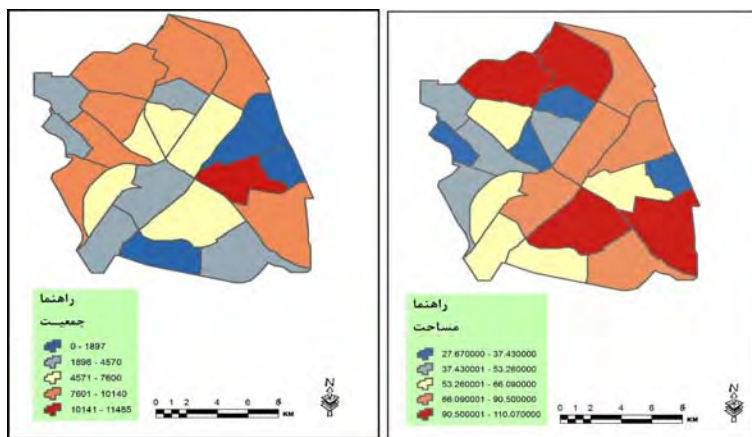 راهنما
جمعیت
0 - 1897
1898 - 4570
4571 - 7600
7601 - 10140
10141 - 11485
0 2 4 6 8
KM
N
راهنما
مساحت
27.670000 - 37.430000
37.430001 - 53.260000
53.260001 - 66.090000
66.090001 - 90.500000
90.500001 - 110.070000
0 2 4 6 8
KM
N